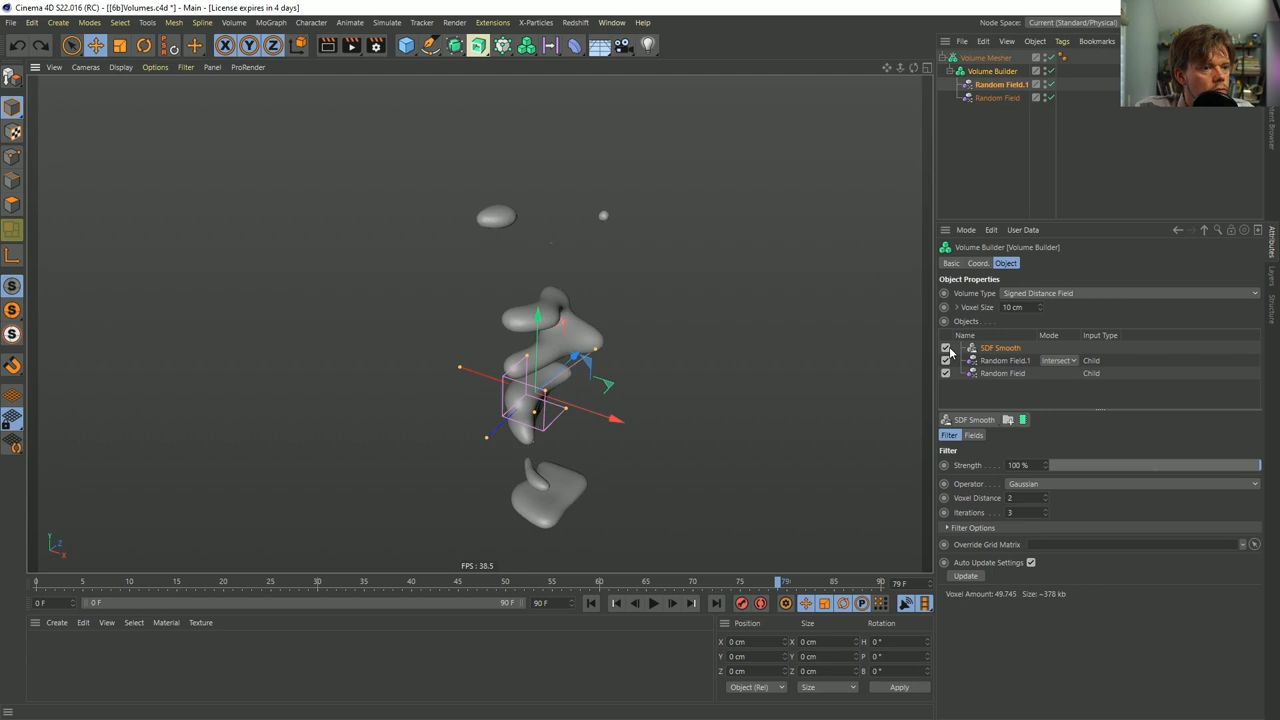 Cinema 4D S22.016 (RC) - [[6b]Volumes.c4d *] - Main - [License expires in 4 days]
File Edit Create Modes Select Tools Mesh Spline Volume MoGraph Character Animate Simulate Tracker Render Extensions X-Particles Redshift Window Help Node Space: Current (Standard/Physical)
File Edit View Object Tags Bookmarks
View Cameras Display Options Filter Panel ProRender
Volume Mesher
Volume Builder
Random Field.1
Random Field
Mode Edit User Data
Volume Builder [Volume Builder]
Basic Coord. Object
Object Properties
Volume Type Signed Distance Field
Voxel Size 10 cm
Objects . . . .
Name Mode Input Type
SDF Smooth
Random Field.1 Intersect Child
Random Field Child
SDF Smooth
Filter Fields
Filter
Strength . . . . 100 %
Operator . . . . Gaussian
Voxel Distance 2
Iterations . . . 3
Filter Options
Override Grid Matrix
Auto Update Settings
Update
Voxel Amount: 49.745 Size: ~378 kb
Attributes
Layers
Structure
Y
Z
X
FPS : 38.5
0 5 10 15 20 25 30 35 40 45 50 55 60 65 70 75 79 85 90 79 F
0 F 0 F 90 F 90 F
Create Edit View Select Material Texture
Position Size Rotation
X 0 cm X 0 cm H 0 °
Y 0 cm Y 0 cm P 0 °
Z 0 cm Z 0 cm B 0 °
Object (Rel) Size Apply